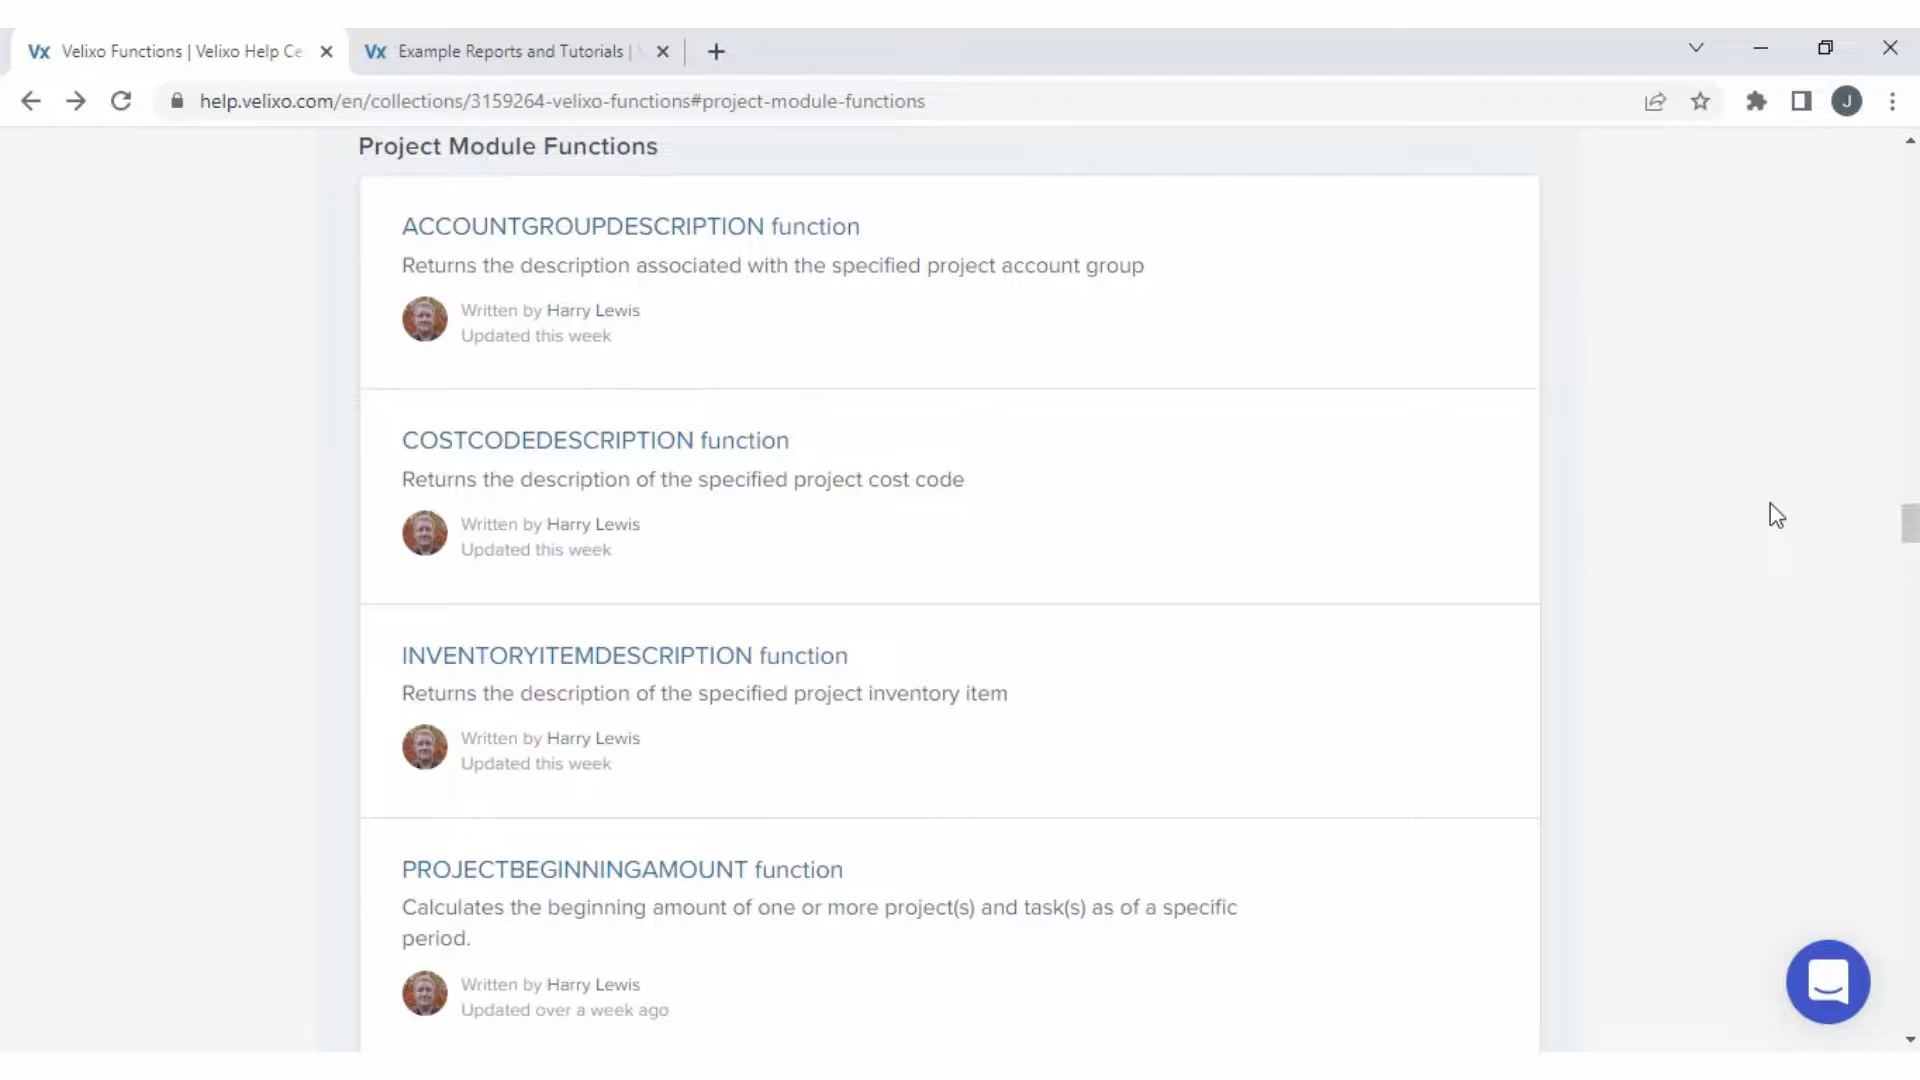 Vx Velixo Functions | Velixo Help Ce
Vx Example Reports and Tutorials |
help.velixo.com/en/collections/3159264-velixo-functions#project-module-functions
J
Project Module Functions
ACCOUNTGROUPDESCRIPTION function
Returns the description associated with the specified project account group
Written by Harry Lewis
Updated this week
COSTCODEDESCRIPTION function
Returns the description of the specified project cost code
Written by Harry Lewis
Updated this week
INVENTORYITEMDESCRIPTION function
Returns the description of the specified project inventory item
Written by Harry Lewis
Updated this week
PROJECTBEGINNINGAMOUNT function
Calculates the beginning amount of one or more project(s) and task(s) as of a specific
period.
Written by Harry Lewis
Updated over a week ago